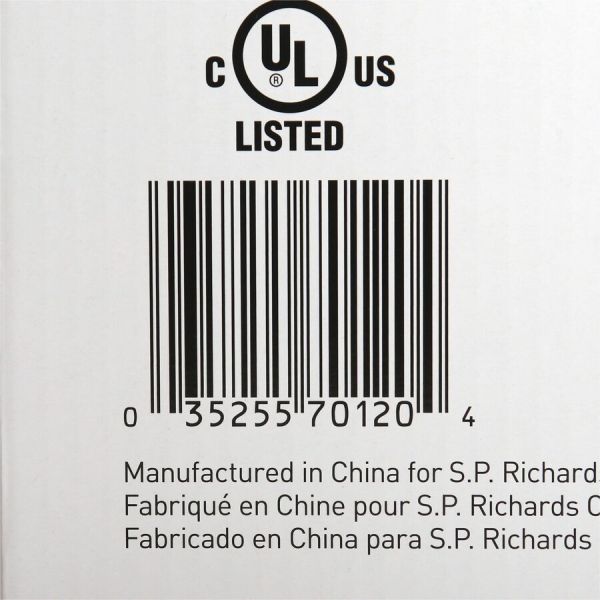 C UL® US
LISTED
0 35255 70120 4
Manufactured in China for S.P. Richards
Fabriqué en Chine pour S.P. Richards C
Fabricado en China para S.P. Richards